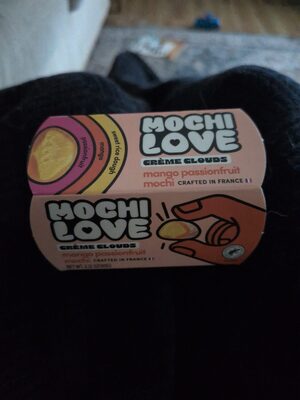 sweet rice dough
mango
passionfruit
MOCHI
LOVE
CRÈME CLOUDS
mango passionfruit
mochi CRAFTED IN FRANCE
MOCHI
LOVE
CRÈME CLOUDS
mango passionfruit
mochi CRAFTED IN FRANCE